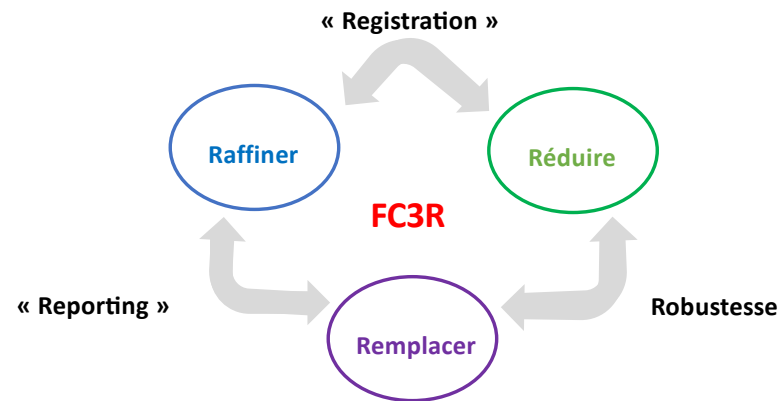 « Registration »
Raffiner
Réduire
FC3R
« Reporting »
Robustesse
Remplacer